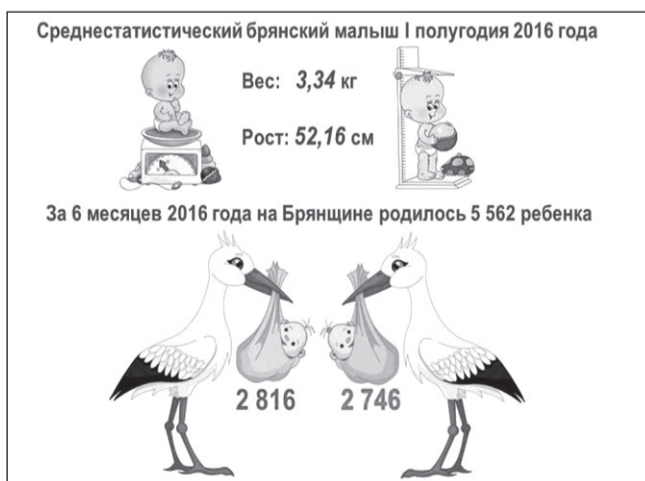 Среднестатистический брянский малыш I полугодия 2016 года
Вес: 3,34 кг
Рост: 52,16 см
За 6 месяцев 2016 года на Брянщине родилось 5 562 ребенка
2 816 2 746